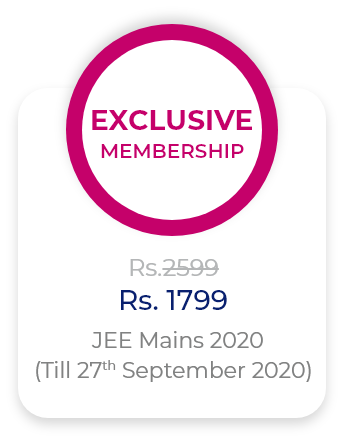 EXCLUSIVE
MEMBERSHIP
Rs.2599
Rs. 1799
JEE Mains 2020
(Till 27th September 2020)